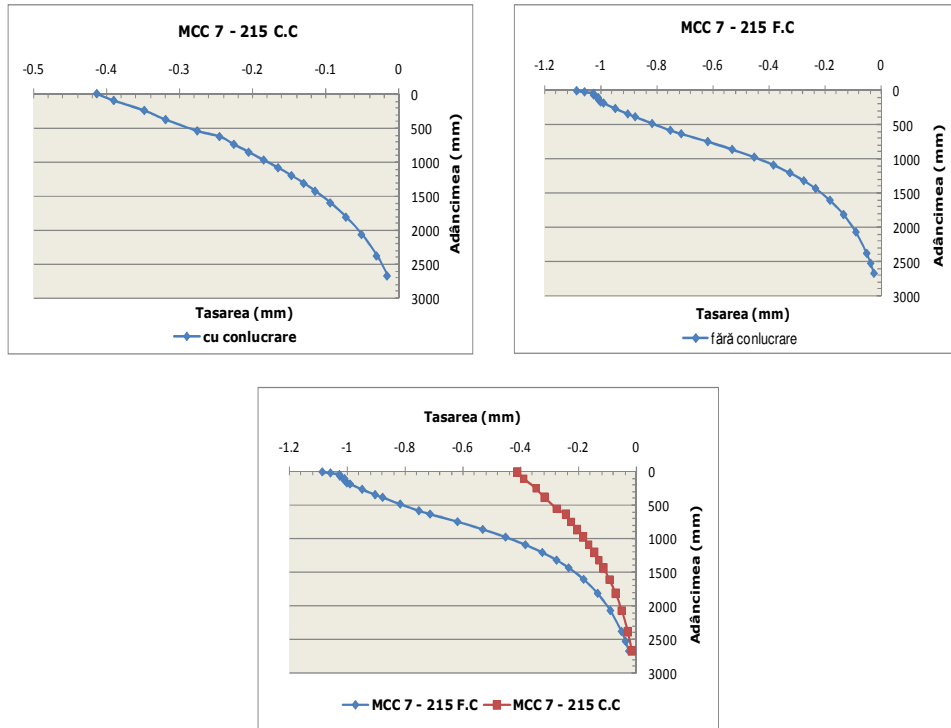 MCC 7 - 215 C.C
-0.5 -0.4 -0.3 -0.2 -0.1 0
0
500
1000
1500
2000
2500
3000
Adâncimea (mm)
Tasarea (mm)
cu conlucrare
MCC 7 - 215 F.C
-1.2 -1 -0.8 -0.6 -0.4 -0.2 0
0
500
1000
1500
2000
2500
3000
Adâncimea (mm)
Tasarea (mm)
fără conlucrare
Tasarea (mm)
-1.2 -1 -0.8 -0.6 -0.4 -0.2 0
0
500
1000
1500
2000
2500
3000
Adâncimea (mm)
MCC 7 - 215 F.C MCC 7 - 215 C.C